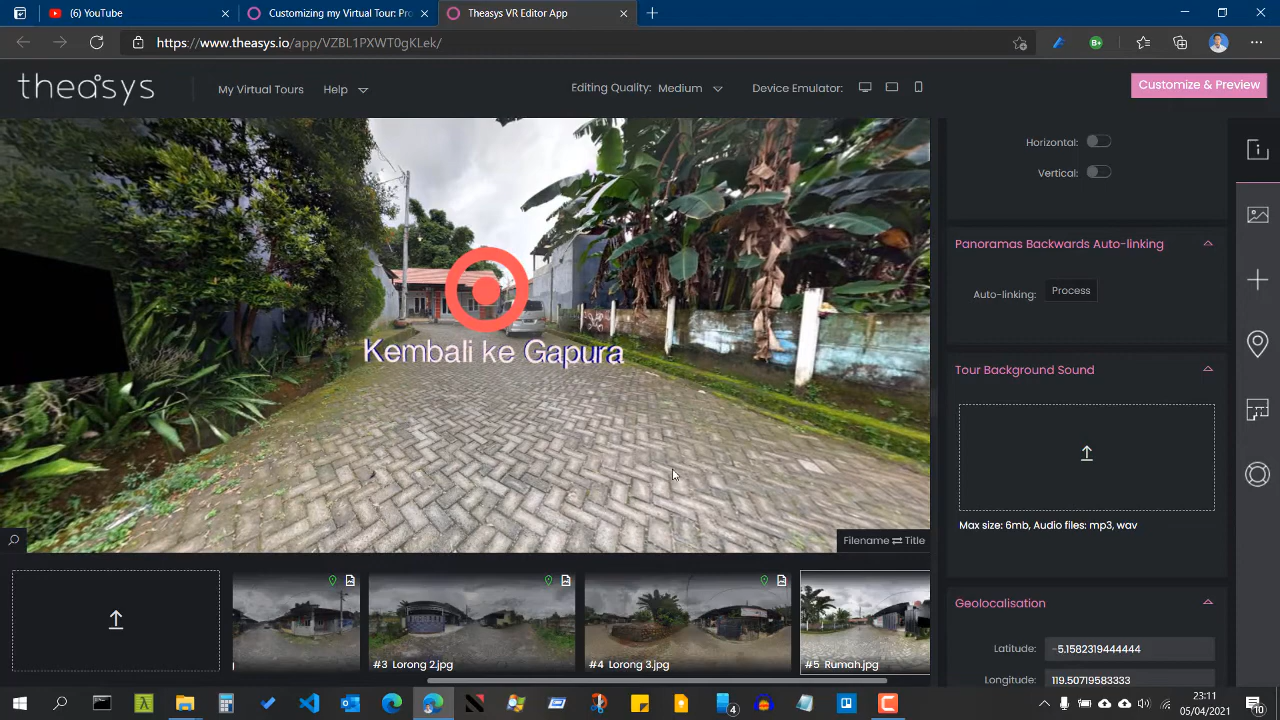 (6) YouTube
Customizing my Virtual Tour: Pro
Theasys VR Editor App
https://www.theasys.io/app/VZBL1PXWT0gKLek/
theasys
My Virtual Tours
Help
Editing Quality: Medium
Device Emulator:
Customize & Preview
Horizontal:
Vertical:
Panoramas Backwards Auto-linking
Auto-linking:
Process
Tour Background Sound
Max size: 6mb, Audio files: mp3, wav
Geolocalisation
Latitude:
-5.1582319444444
Longitude:
119.50719583333
Kembali ke Gapura
Filename ⇄ Title
#3 Lorong 2.jpg
#4 Lorong 3.jpg
#5 Rumah.jpg
4
23:11
05/04/2021
10